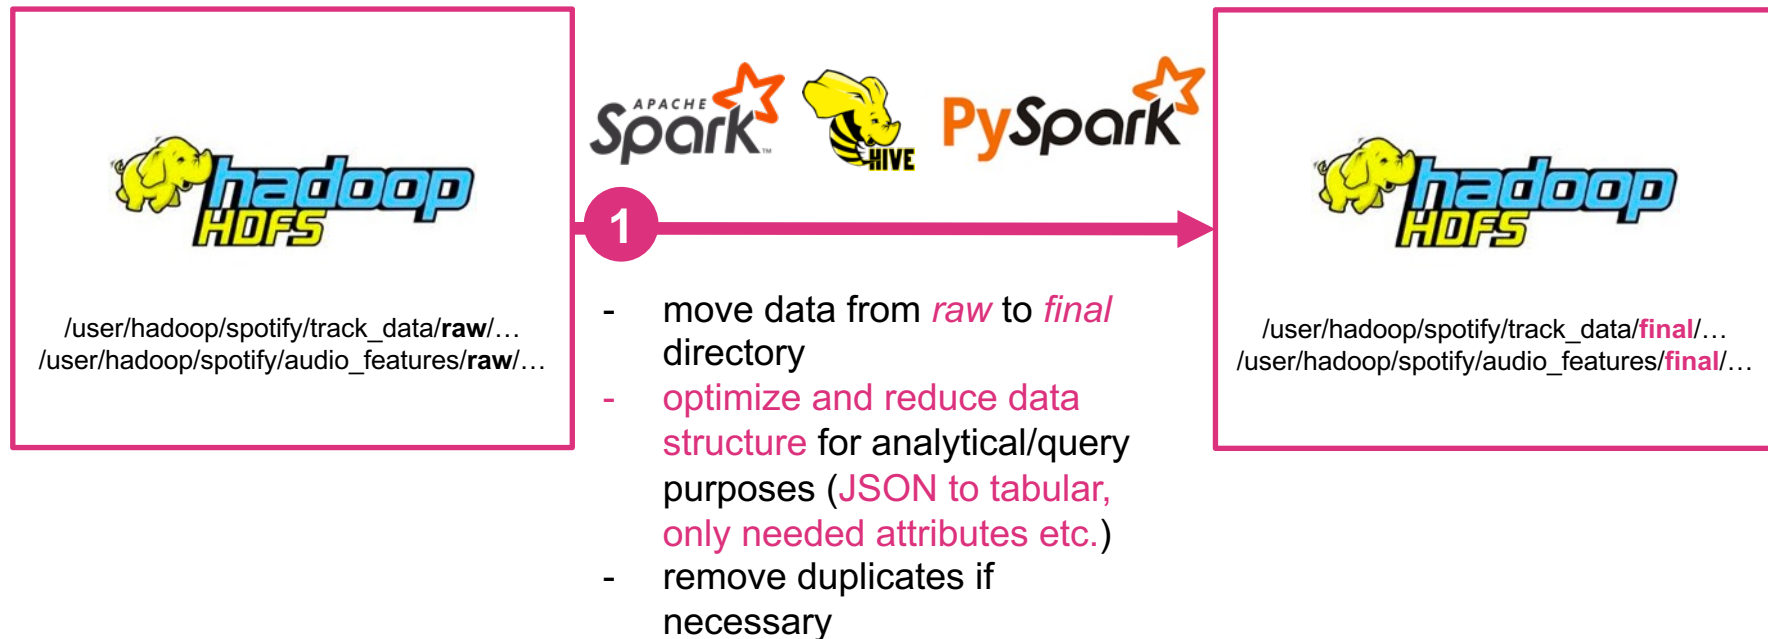 hadoop
HDFS
/user/hadoop/spotify/track_data/raw/…
/user/hadoop/spotify/audio_features/raw/…
APACHE
Spark™
HIVE
PySpark
1
- move data from raw to final
directory
- optimize and reduce data
structure for analytical/query
purposes (JSON to tabular,
only needed attributes etc.)
- remove duplicates if
necessary
hadoop
HDFS
/user/hadoop/spotify/track_data/final/…
/user/hadoop/spotify/audio_features/final/…